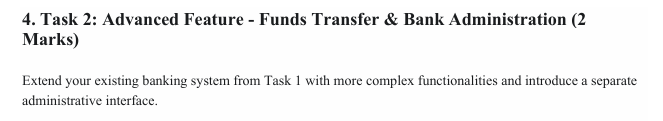 4. Task 2: Advanced Feature - Funds Transfer & Bank Administration (2
Marks)
Extend your existing banking system from Task 1 with more complex functionalities and introduce a separate
administrative interface.